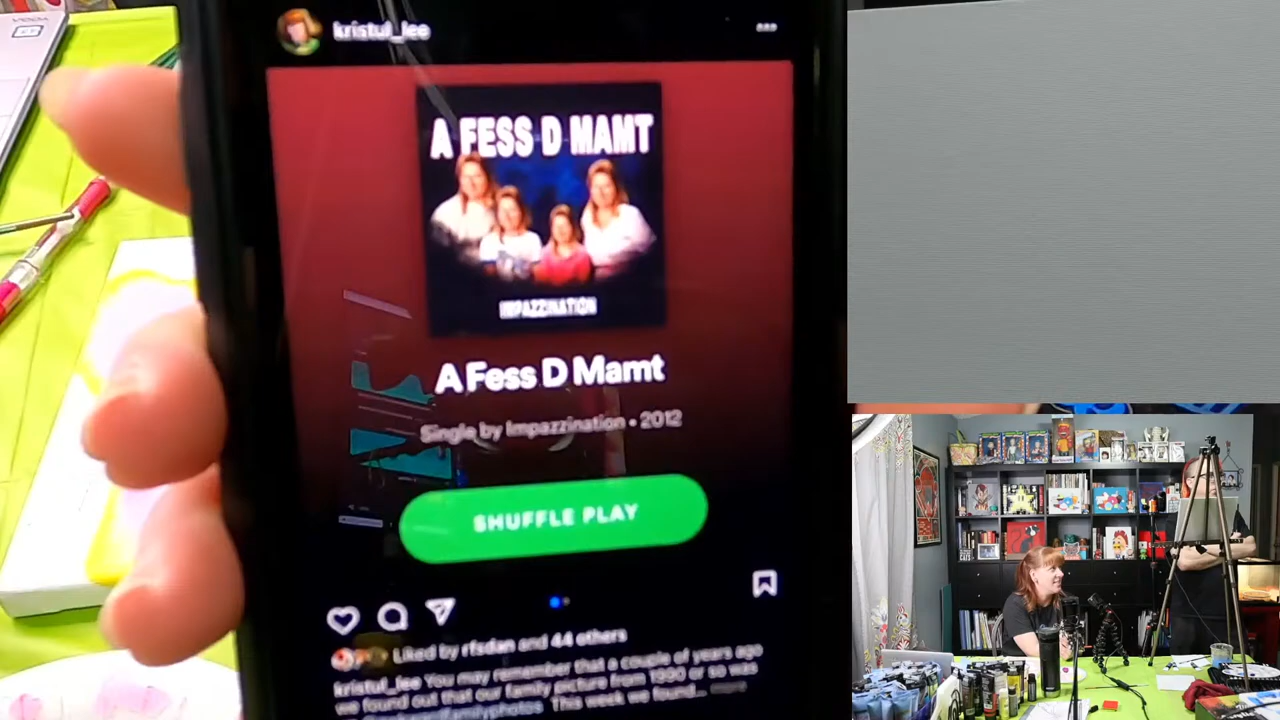 kristul_lee
A FESS D MAMT
IMPAZZINATION
A Fess D Mamt
Single by Impazzination • 2012
SHUFFLE PLAY
Liked by rfsdan and 44 others
kristul_lee You may remember that a couple of years ago
we found out that our family picture from 1990 or so was
This week we found... more